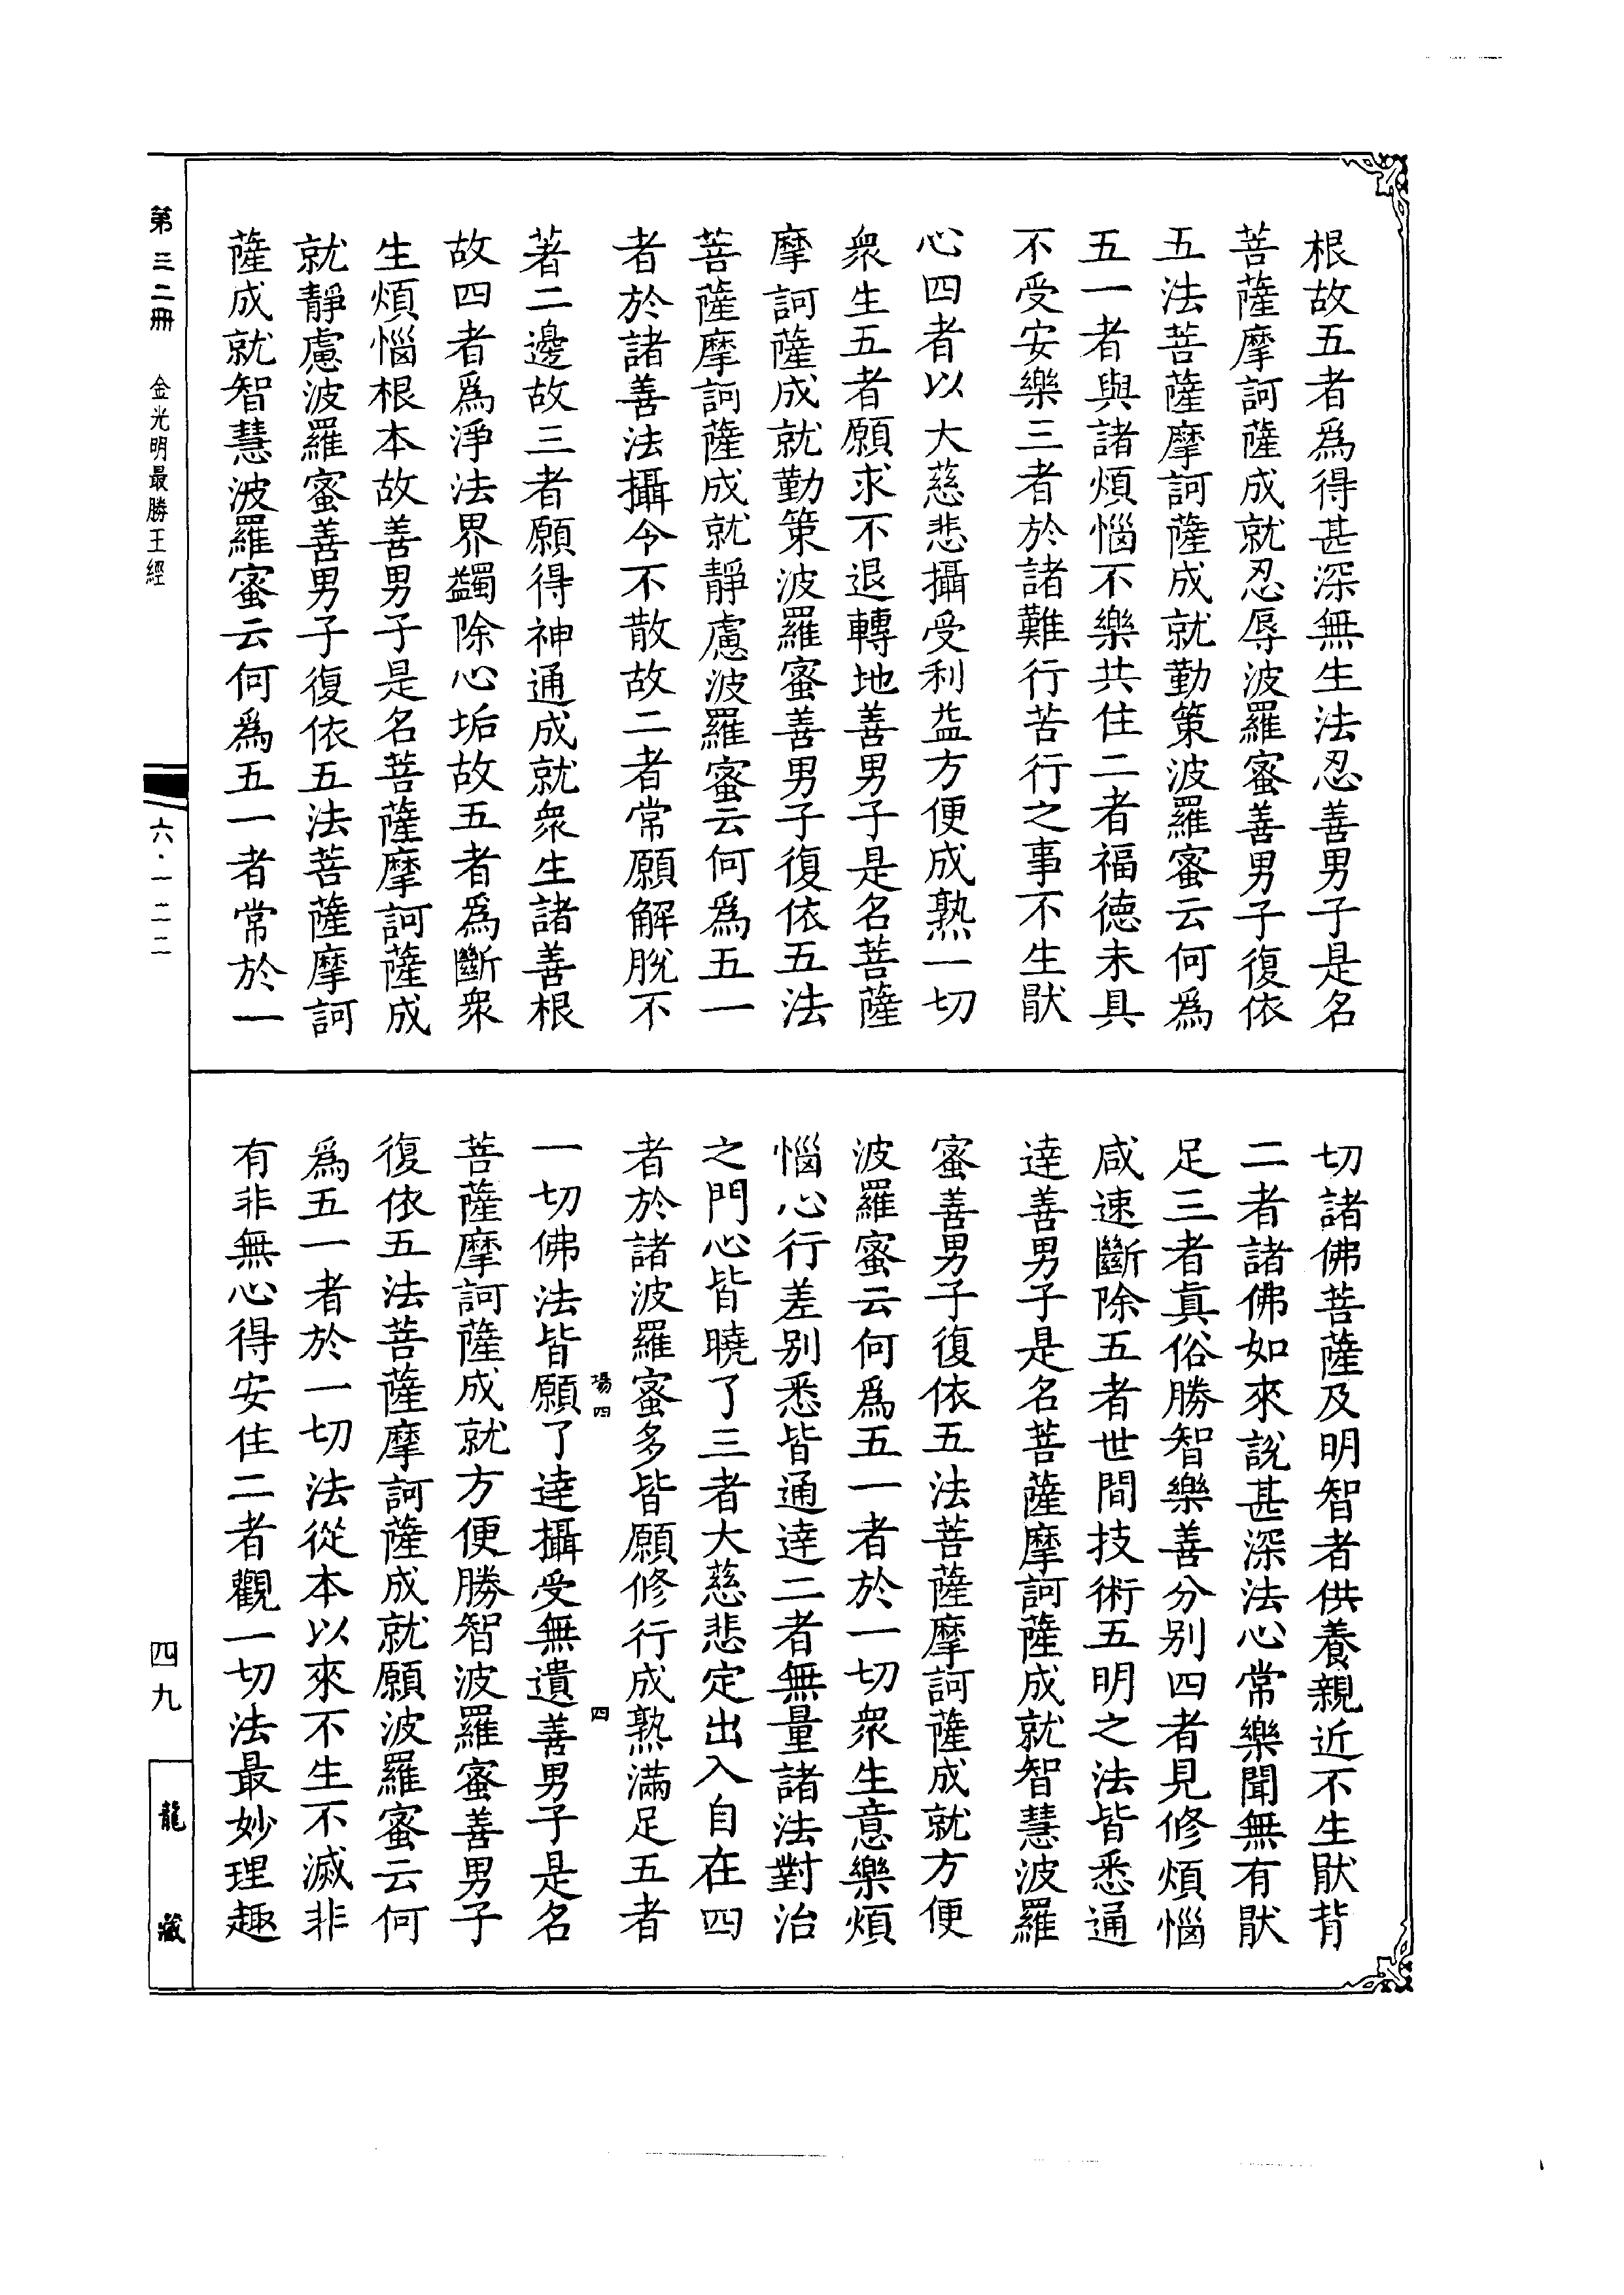 根故五者爲得甚深無生法忍善男子是名
菩薩摩訶薩成就忍辱波羅蜜善男子復依
五法菩薩摩訶薩成就勤策波羅蜜云何爲
五一者與諸煩惱不樂共住二者福德未具
不受安樂三者於諸難行苦行之事不生猒
心四者以大慈悲攝受利益方便成熟一切
衆生五者願求不退轉地善男子是名菩薩
摩訶薩成就勤策波羅蜜善男子復依五法
菩薩摩訶薩成就靜慮波羅蜜云何爲五一
者於諸善法攝令不散故二者常願解脫不
著二邊故三者願得神通成就衆生諸善根
故四者爲淨法界蠲除心垢故五者爲斷衆
生煩惱根本故善男子是名菩薩摩訶薩成
就靜慮波羅蜜善男子復依五法菩薩摩訶
薩成就智慧波羅蜜云何爲五一者常於一
切諸佛菩薩及明智者供養親近不生猒背
二者諸佛如來說甚深法心常樂聞無有猒
足三者真俗勝智樂善分别四者見修煩惱
咸速斷除五者世間技術五明之法皆悉通
達善男子是名菩薩摩訶薩成就智慧波羅
蜜善男子復依五法菩薩摩訶薩成就方便
波羅蜜云何爲五一者於一切衆生意樂煩
惱心行差别悉皆通達二者無量諸法對治
之門心皆曉了三者大慈悲定出入自在四
者於諸波羅蜜多皆願修行成熟滿足五者
場四 四
一切佛法皆願了達攝受無遺善男子是名
菩薩摩訶薩成就方便勝智波羅蜜善男子
復依五法菩薩摩訶薩成就願波羅蜜云何
爲五一者於一切法從本以來不生不滅非
有非無心得安住二者觀一切法最妙理趣
第三二冊 金光明最勝王經 六·一二二 四九 龍藏